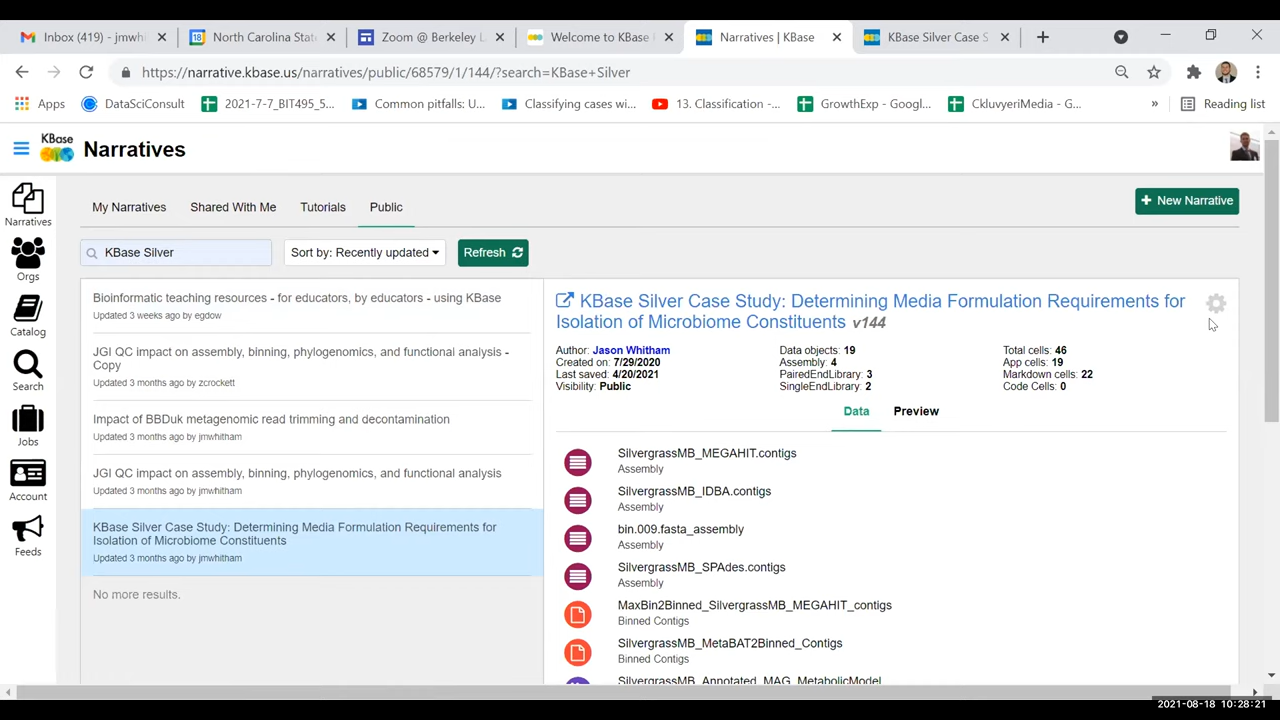 Inbox (419) - jmwh
18
North Carolina Stat
Zoom @ Berkeley L
Welcome to KBase
Narratives | KBase
KBase Silver Case S
https://narrative.kbase.us/narratives/public/68579/1/144/?search=KBase+Silver
Apps
DataSciConsult
2021-7-7_BIT495_5...
Common pitfalls: U...
Classifying cases wi...
13. Classification -...
GrowthExp - Googl...
CkluvyeriMedia - G...
»
Reading list
KBase
Narratives
Narratives
Orgs
Catalog
Search
Jobs
Account
Feeds
My Narratives
Shared With Me
Tutorials
Public
+ New Narrative
KBase Silver
Sort by: Recently updated
Refresh
Bioinformatic teaching resources - for educators, by educators - using KBase
Updated 3 weeks ago by egdow
JGI QC impact on assembly, binning, phylogenomics, and functional analysis -
Copy
Updated 3 months ago by zcrockett
Impact of BBDuk metagenomic read trimming and decontamination
Updated 3 months ago by jmwhitham
JGI QC impact on assembly, binning, phylogenomics, and functional analysis
Updated 3 months ago by jmwhitham
KBase Silver Case Study: Determining Media Formulation Requirements for
Isolation of Microbiome Constituents
Updated 3 months ago by jmwhitham
No more results.
KBase Silver Case Study: Determining Media Formulation Requirements for
Isolation of Microbiome Constituents v144
Author: Jason Whitham
Created on: 7/29/2020
Last saved: 4/20/2021
Visibility: Public
Data objects: 19
Assembly: 4
PairedEndLibrary: 3
SingleEndLibrary: 2
Total cells: 46
App cells: 19
Markdown cells: 22
Code Cells: 0
Data
Preview
SilvergrassMB_MEGAHIT.contigs
Assembly
SilvergrassMB_IDBA.contigs
Assembly
bin.009.fasta_assembly
Assembly
SilvergrassMB_SPAdes.contigs
Assembly
MaxBin2Binned_SilvergrassMB_MEGAHIT_contigs
Binned Contigs
SilvergrassMB_MetaBAT2Binned_Contigs
Binned Contigs
SilvergrassMB_Annotated_MAG_MetabolicModel
2021-08-18 10:28:21